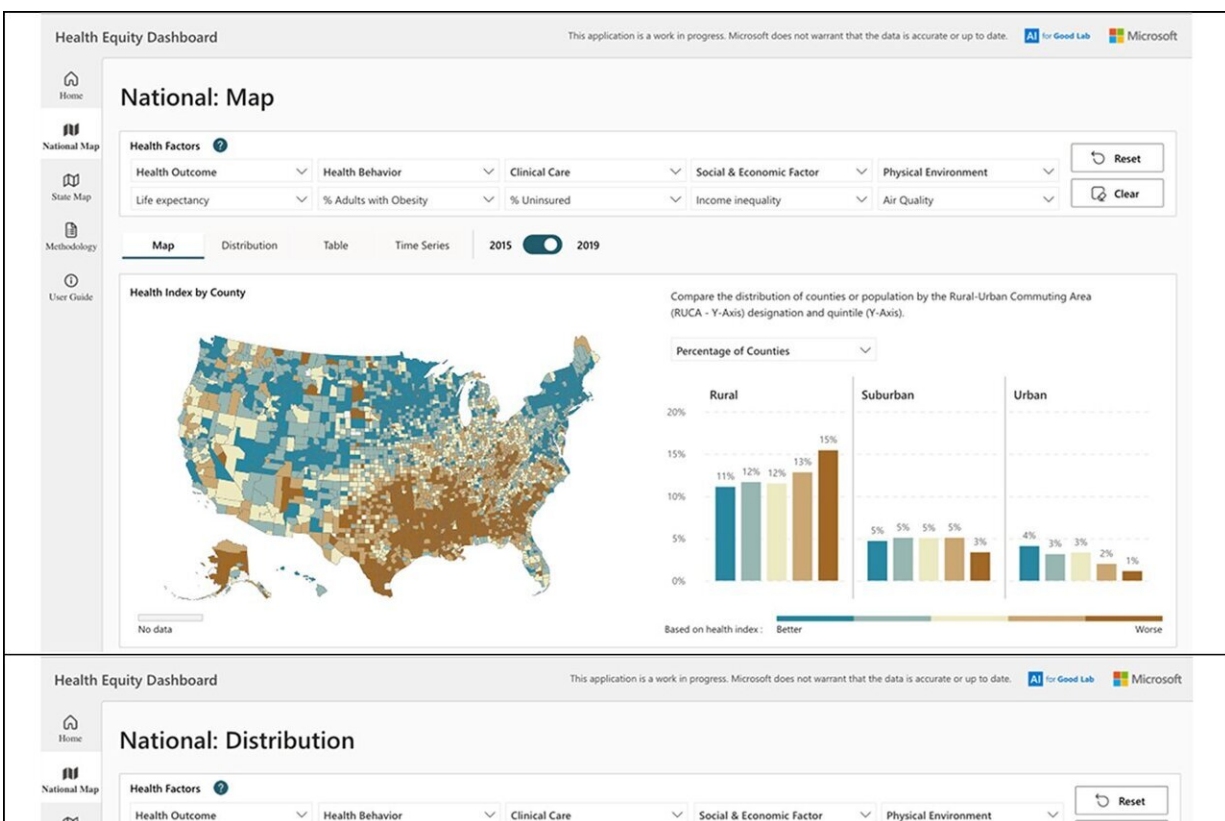 Health Equity Dashboard
This application is a work in progress. Microsoft does not warrant that the data is accurate or up to date.
AI for Good Lab
Microsoft
Home
National Map
State Map
Methodology
User Guide
National: Map
Health Factors ?
Reset
Clear
Health Outcome Health Behavior Clinical Care Social & Economic Factor Physical Environment
Life expectancy % Adults with Obesity % Uninsured Income inequality Air Quality
Map Distribution Table Time Series 2015 2019
Health Index by County
No data
Compare the distribution of counties or population by the Rural-Urban Commuting Area
(RUCA - Y-Axis) designation and quintile (Y-Axis).
Percentage of Counties
Rural Suburban Urban
20%
15%
10%
5%
0%
11% 12% 12% 13% 15%
5% 5% 5% 5% 3%
4% 3% 3% 2% 1%
Based on health index : Better Worse
Health Equity Dashboard
This application is a work in progress. Microsoft does not warrant that the data is accurate or up to date.
AI for Good Lab
Microsoft
Home
National Map
National: Distribution
Health Factors ?
Reset
Health Outcome Health Behavior Clinical Care Social & Economic Factor Physical Environment